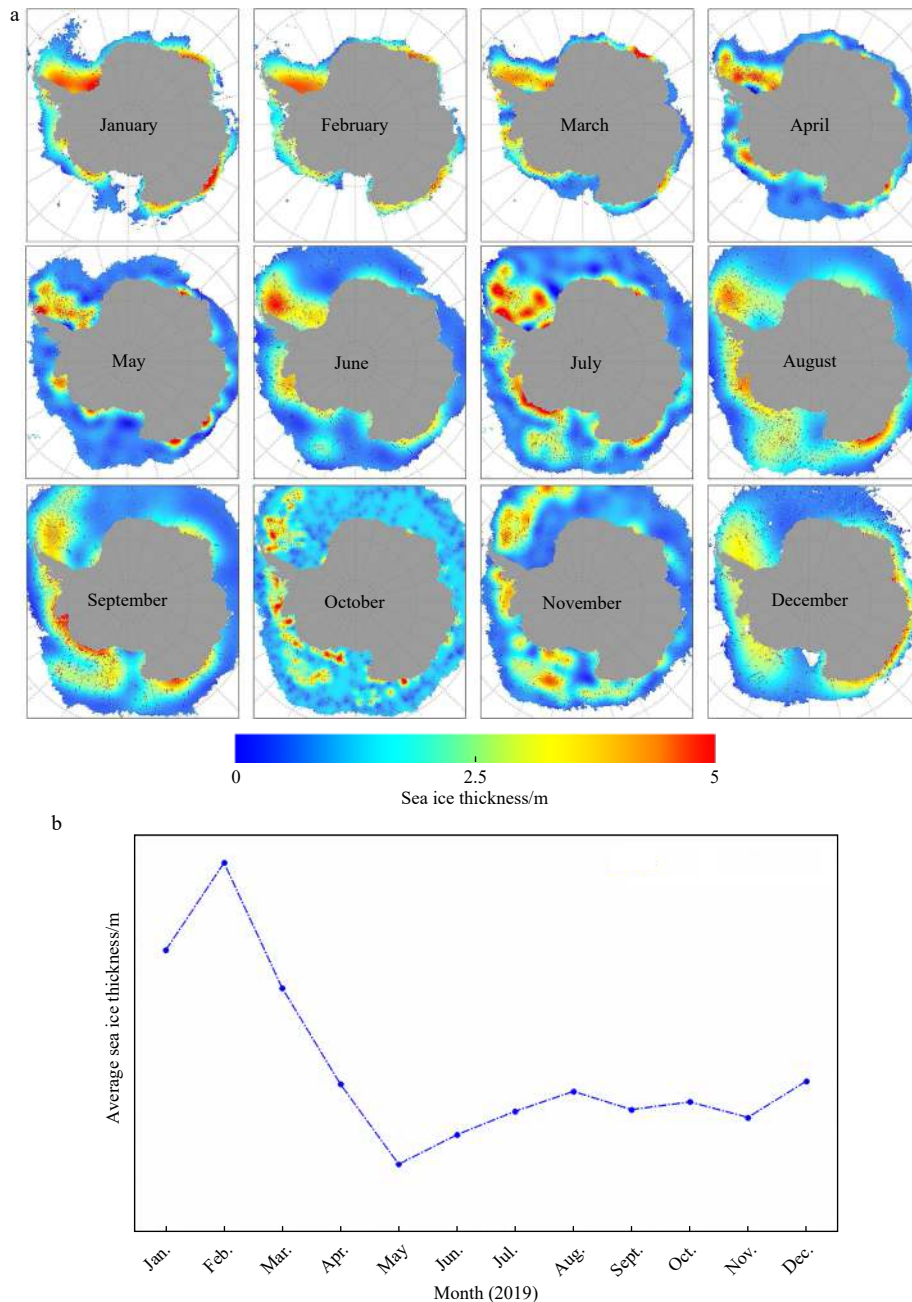 a
January
February
March
April
May
June
July
August
September
October
November
December
0
2.5
5
Sea ice thickness/m
b
Average sea ice thickness/m
Jan.
Feb.
Mar.
Apr.
May
Jun.
Jul.
Aug.
Sept.
Oct.
Nov.
Dec.
Month (2019)